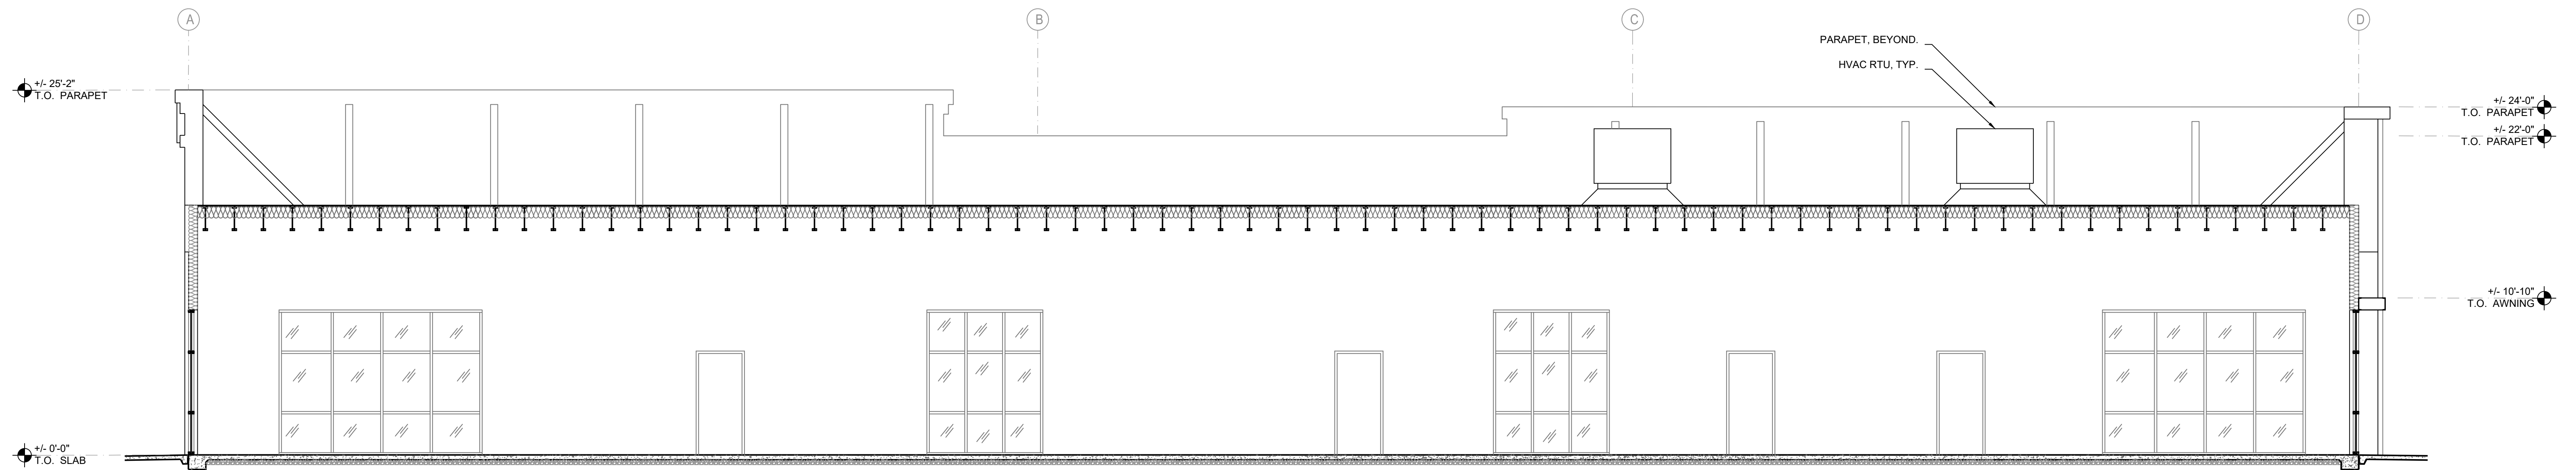 A
B
C
D
PARAPET, BEYOND.
HVAC RTU, TYP.
+/- 25'-2"
T.O. PARAPET
+/- 24'-0"
T.O. PARAPET
+/- 22'-0"
T.O. PARAPET
+/- 10'-10"
T.O. AWNING
+/- 0'-0"
T.O. SLAB